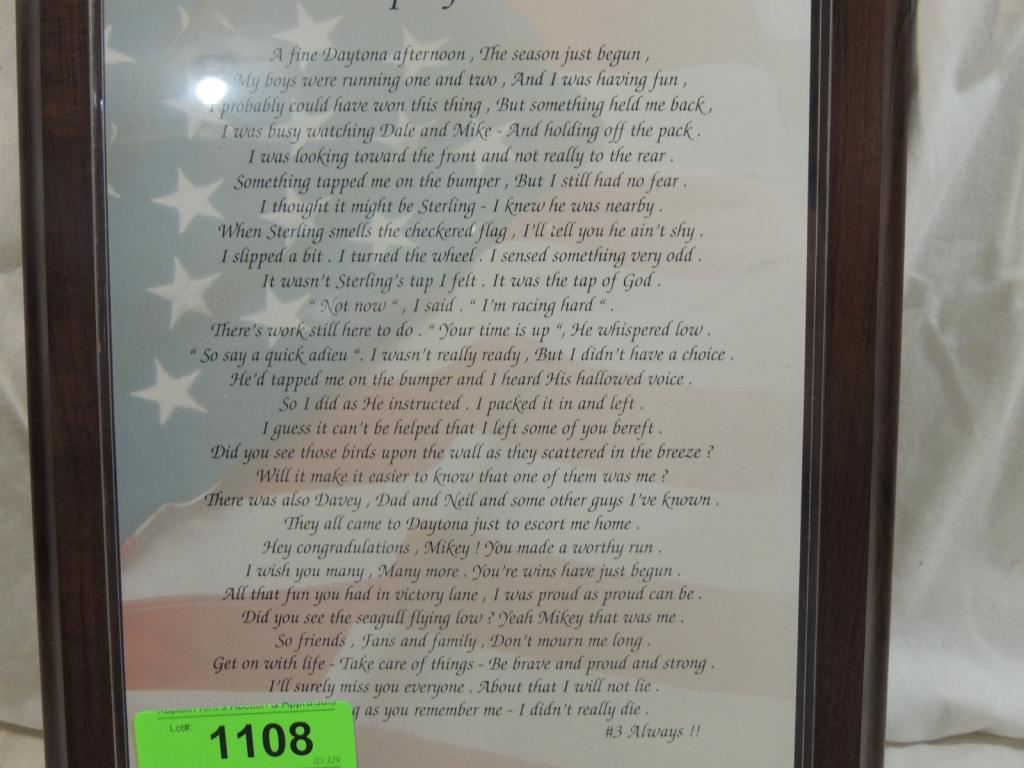 A fine Daytona afternoon , The season just begun ,
My boys were running one and two , And I was having fun ,
I probably could have won this thing , But something held me back ,
I was busy watching Dale and Mike - And holding off the pack .
I was looking toward the front and not really to the rear .
Something tapped me on the bumper , But I still had no fear .
I thought it might be Sterling - I knew he was nearby .
When Sterling smells the checkered flag , I'll tell you he ain't shy .
I slipped a bit . I turned the wheel . I sensed something very odd .
It wasn't Sterling's tap I felt . It was the tap of God .
" Not now " , I said . " I'm racing hard " .
There's work still here to do . " Your time is up ", He whispered low .
" So say a quick adieu ". I wasn't really ready , But I didn't have a choice .
He'd tapped me on the bumper and I heard His hallowed voice .
So I did as He instructed . I packed it in and left .
I guess it can't be helped that I left some of you bereft .
Did you see those birds upon the wall as they scattered in the breeze ?
Will it make it easier to know that one of them was me ?
There was also Davey , Dad and Neil and some other guys I've known .
They all came to Daytona just to escort me home .
Hey congradulations , Mikey ! You made a worthy run .
I wish you many , Many more . You're wins have just begun .
All that fun you had in victory lane , I was proud as proud can be .
Did you see the seagull flying low ? Yeah Mikey that was me .
So friends , Fans and family , Don't mourn me long .
Get on with life - Take care of things - Be brave and proud and strong .
I'll surely miss you everyone . About that I will not lie .
g as you remember me - I didn't really die .
#3 Always !!
Kaptain Kirk's Auction & Appraisals
Lot#: 1108
ID:329